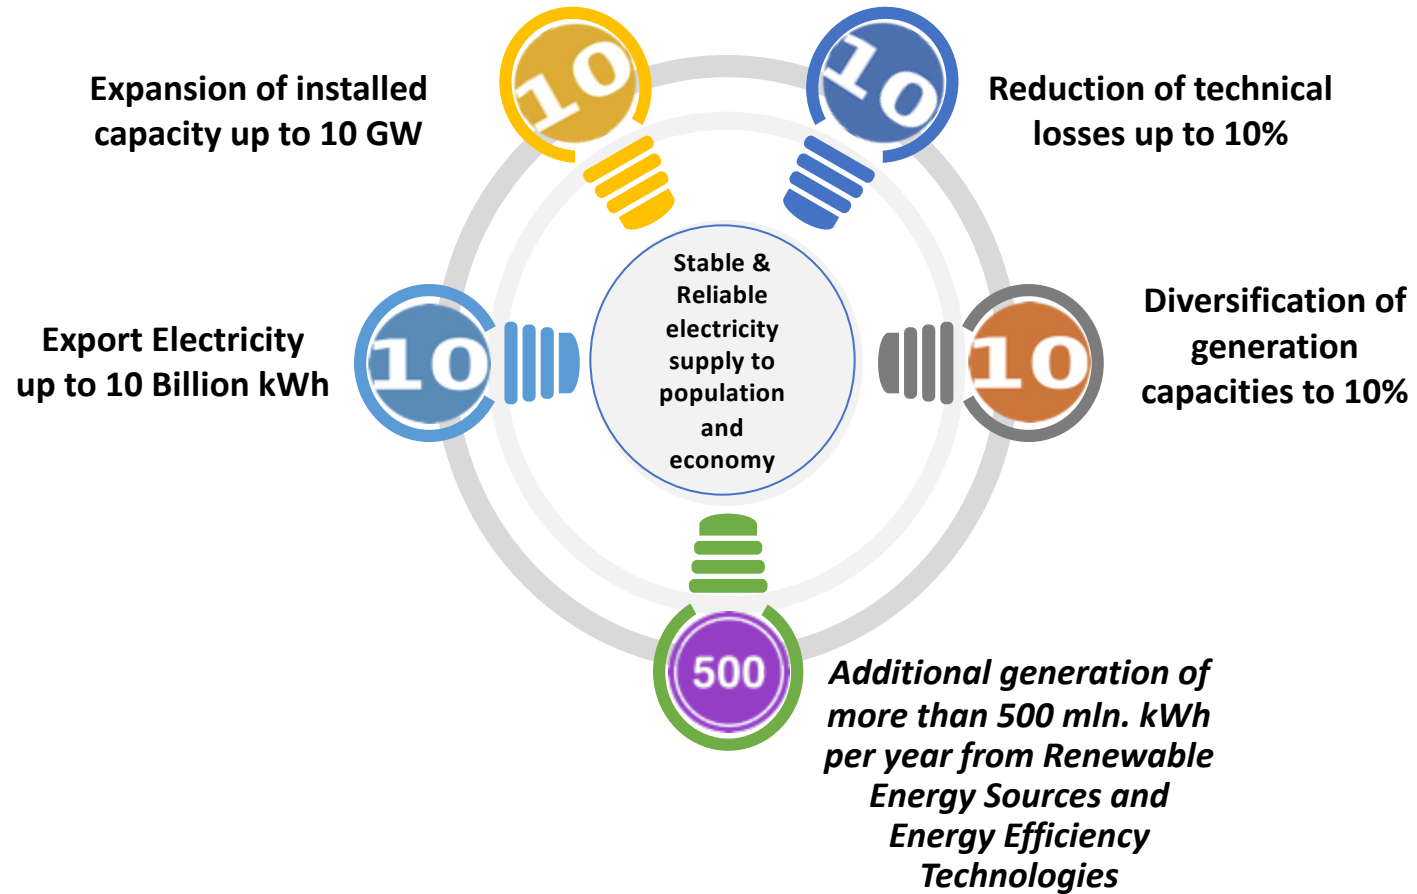 10
Expansion of installed
capacity up to 10 GW
10
Reduction of technical
losses up to 10%
Export Electricity
up to 10 Billion kWh
10
Stable &
Reliable
electricity
supply to
population
and
economy
10
Diversification of
generation
capacities to 10%
500
Additional generation of
more than 500 mln. kWh
per year from Renewable
Energy Sources and
Energy Efficiency
Technologies